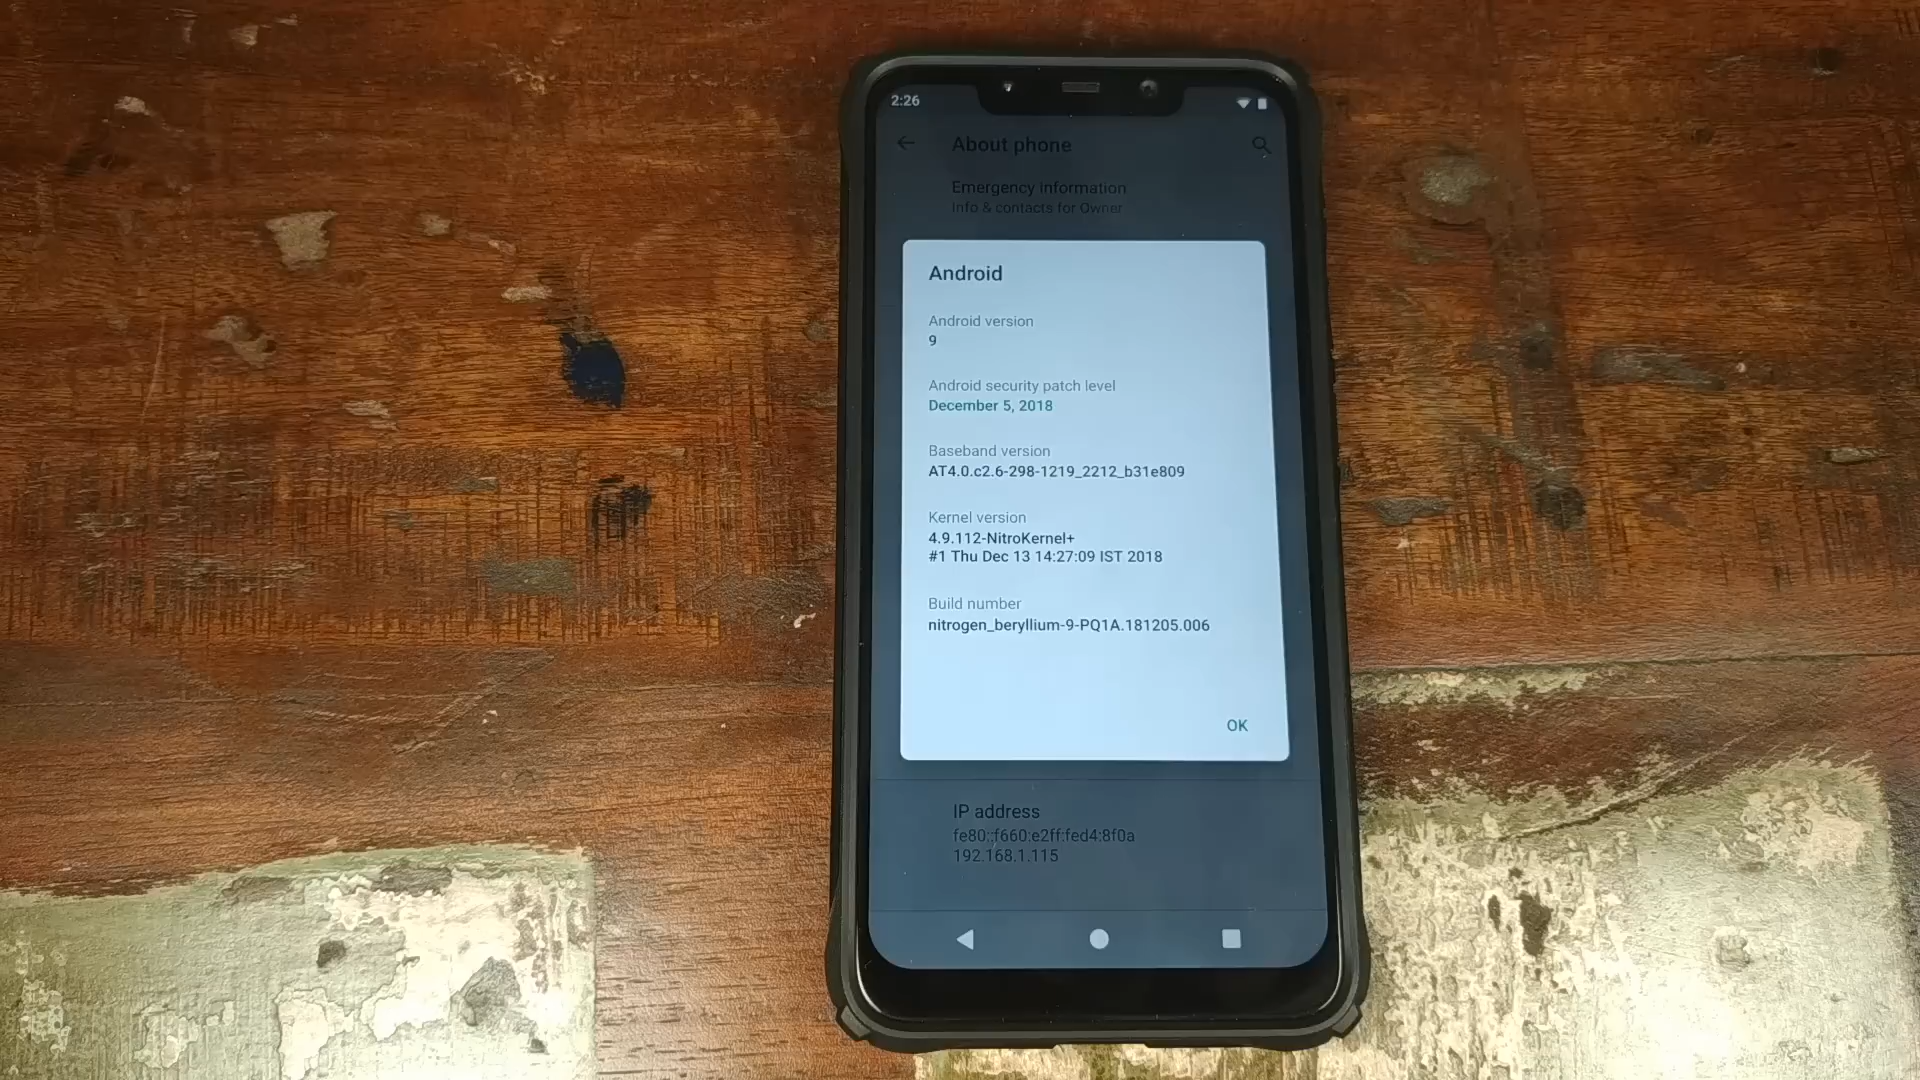 2:26
About phone
Emergency information
Info & contacts for Owner
Android
Android version
9
Android security patch level
December 5, 2018
Baseband version
AT4.0.c2.6-298-1219_2212_b31e809
Kernel version
4.9.112-NitroKernel+
#1 Thu Dec 13 14:27:09 IST 2018
Build number
nitrogen_beryllium-9-PQ1A.181205.006
OK
IP address
fe80::f660:e2ff:fed4:8f0a
192.168.1.115